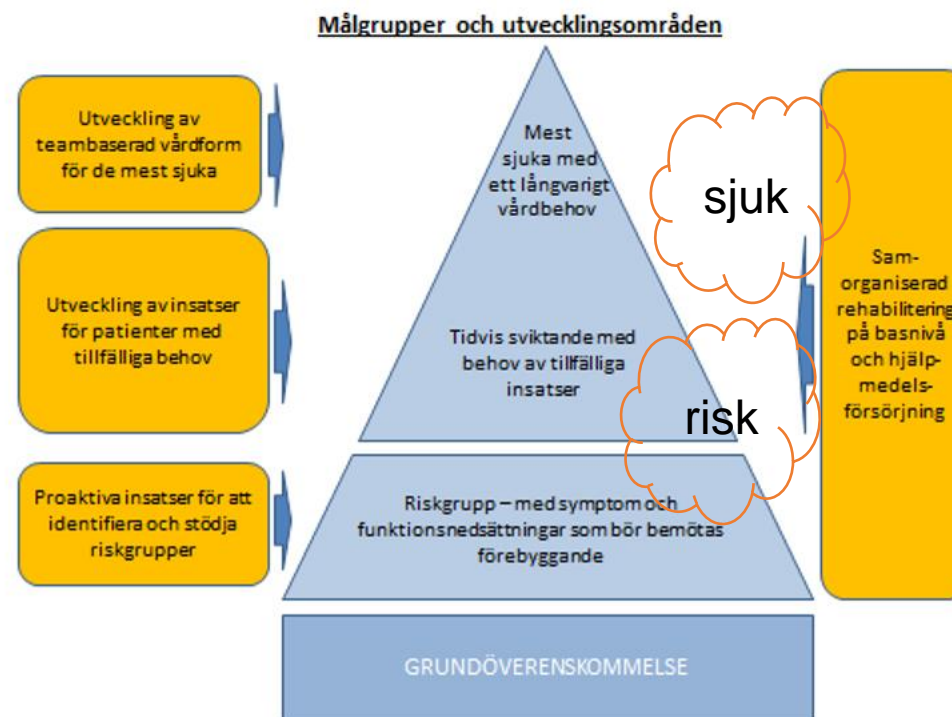 Målgrupper och utvecklingsområden
Utveckling av
teambaserad vårdform
för de mest sjuka
Utveckling av insatser
för patienter med
tillfälliga behov
Proaktiva insatser för att
identifiera och stödja
riskgrupper
Mest
sjuka med
ett långvarigt
vårdbehov
Tidvis sviktande med
behov av tillfälliga
insatser
Riskgrupp – med symptom och
funktionsnedsättningar som bör bemötas
förebyggande
GRUNDÖVERENSKOMMELSE
sjuk
risk
Sam-
organiserad
rehabilitering
på basnivå
och hjälp-
medels-
försörjning